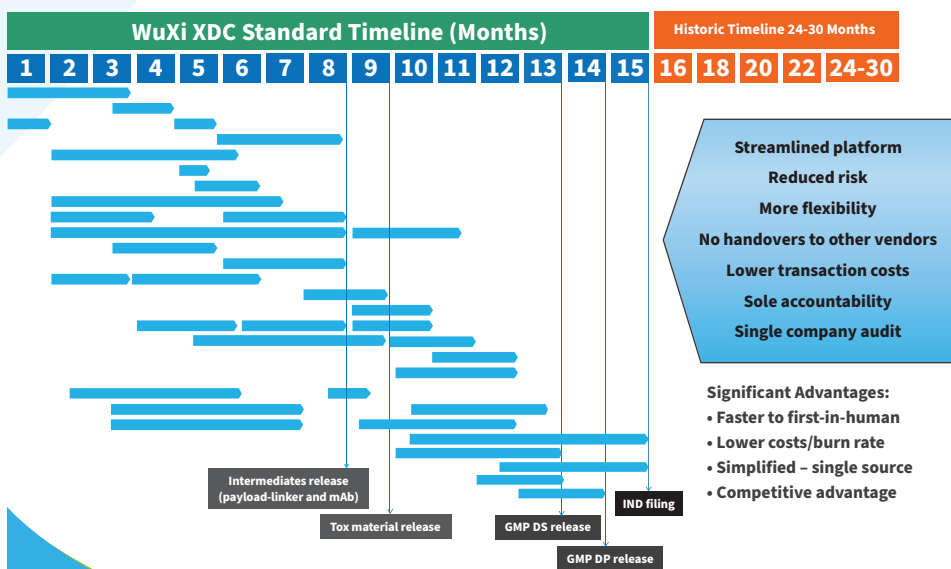 WuXi XDC Standard Timeline (Months)
Historic Timeline 24-30 Months
1 2 3 4 5 6 7 8 9 10 11 12 13 14 15 16 18 20 22 24-30
Streamlined platform
Reduced risk
More flexibility
No handovers to other vendors
Lower transaction costs
Sole accountability
Single company audit
Significant Advantages:
• Faster to first-in-human
• Lower costs/burn rate
• Simplified – single source
• Competitive advantage
Intermediates release
(payload-linker and mAb)
Tox material release
GMP DS release
IND filing
GMP DP release